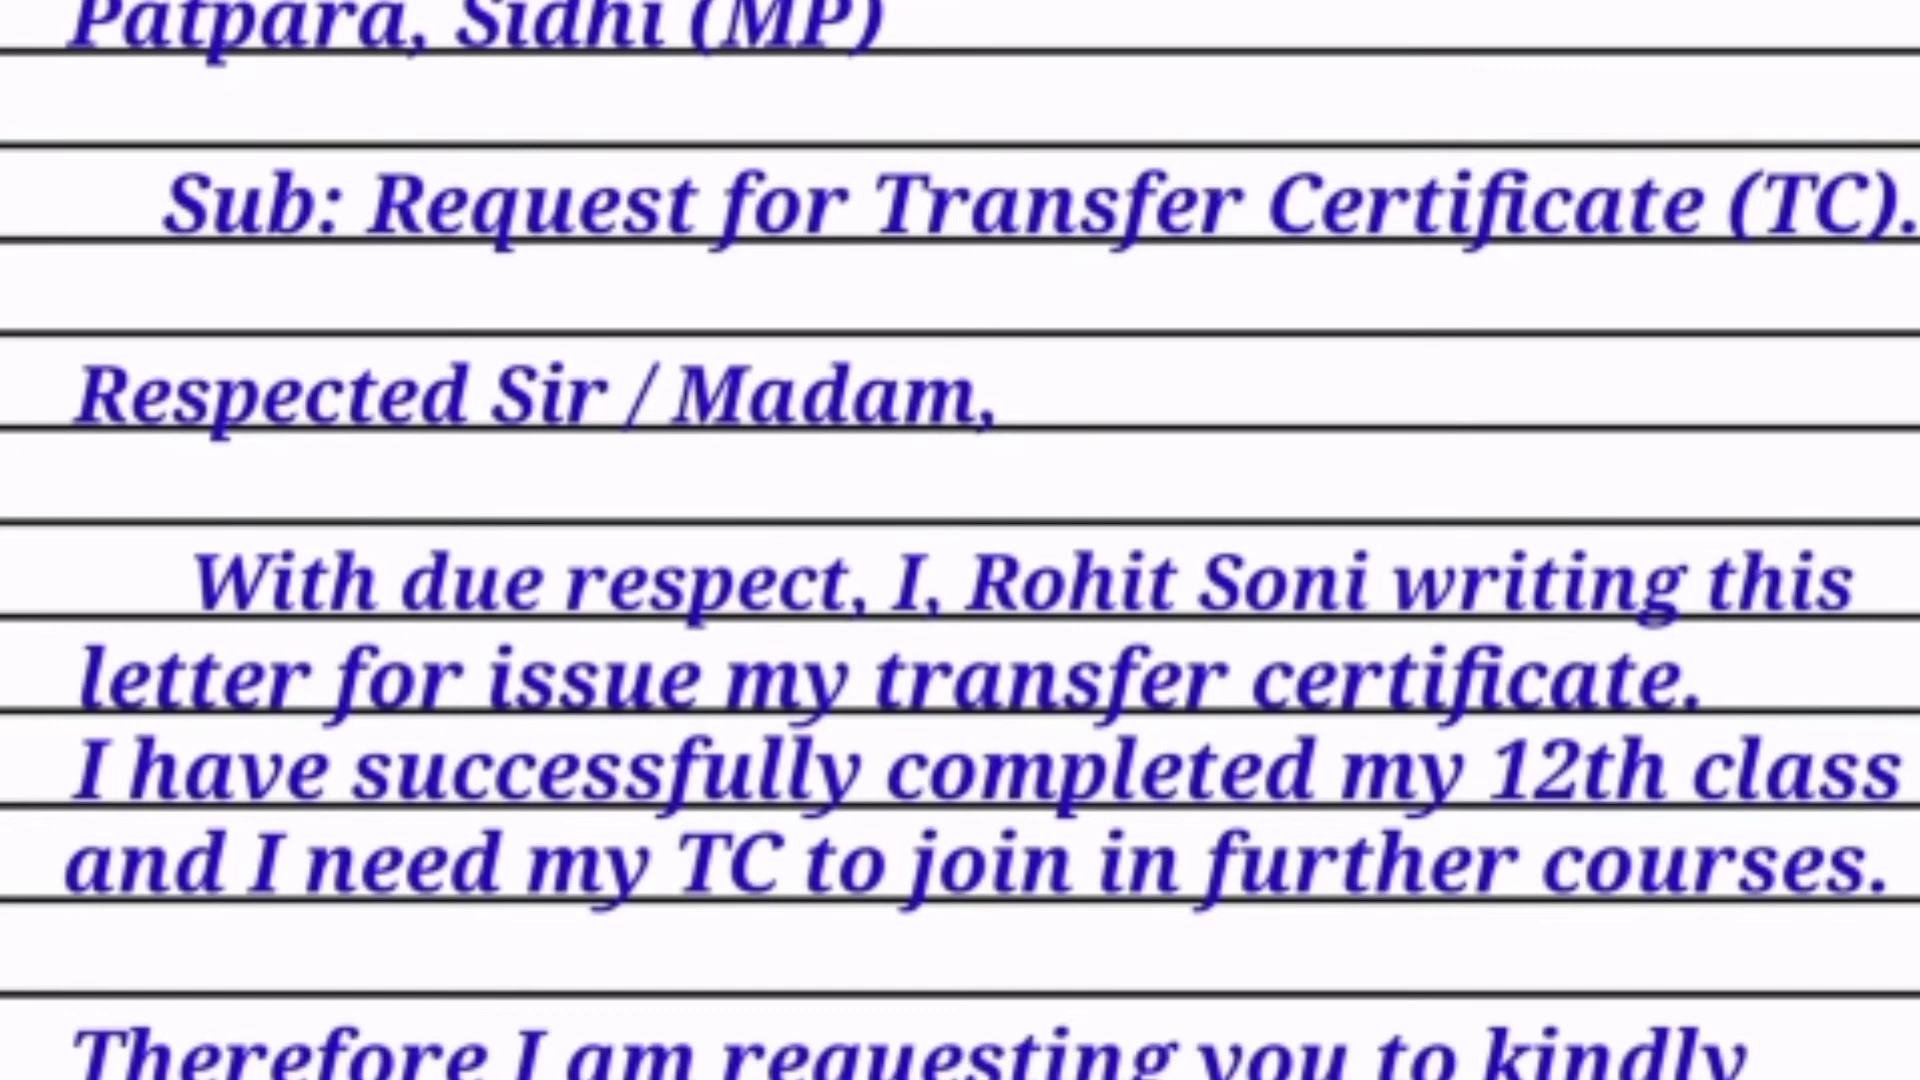 Patpara, Sidhi (MP)
Sub: Request for Transfer Certificate (TC).
Respected Sir / Madam,
With due respect, I, Rohit Soni writing this
letter for issue my transfer certificate.
I have successfully completed my 12th class
and I need my TC to join in further courses.
Therefore I am requesting you to kindly